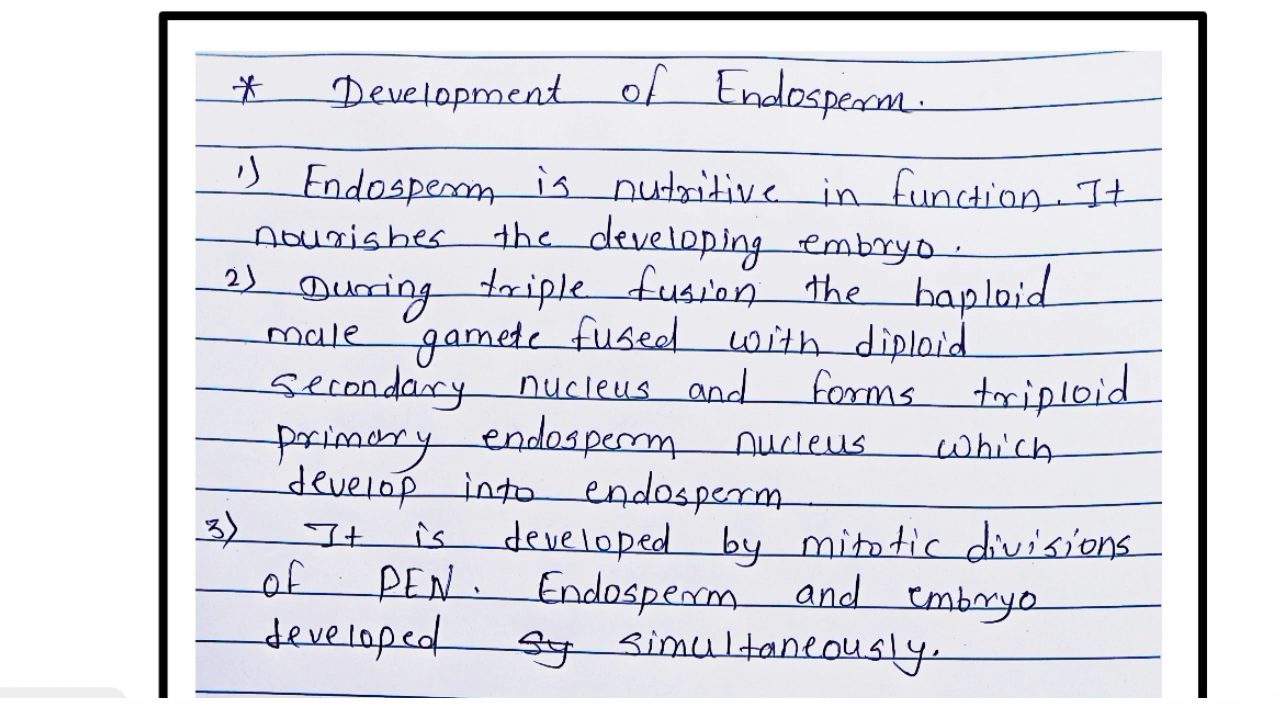 * Development of Endosperm.
1) Endosperm is nutritive in function. It
nourishes the developing embryo.
2) During triple fusion the haploid
male gamete fused with diploid
secondary nucleus and forms triploid
primary endosperm nucleus which
develop into endosperm
3) It is developed by mitotic divisions
of PEN. Endosperm and embryo
developed sy simultaneously.